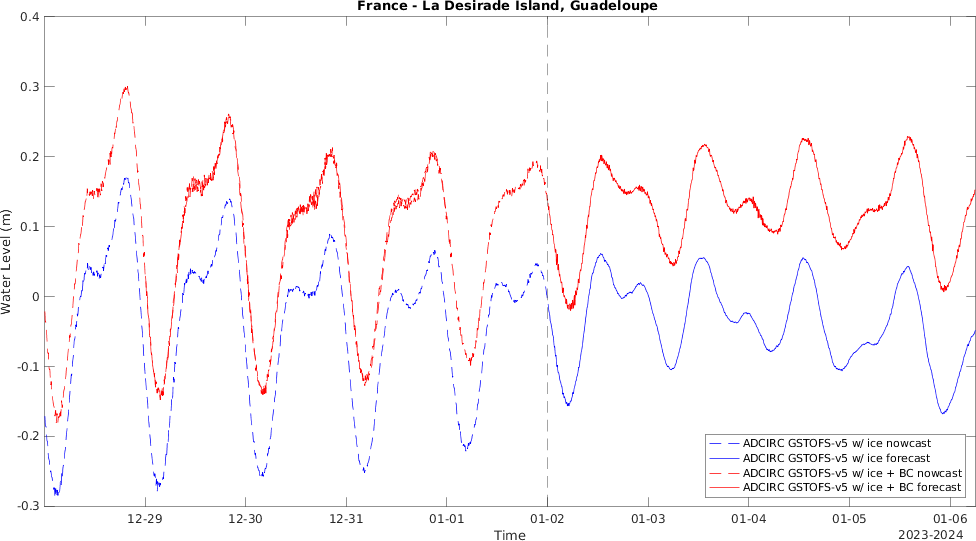 France - La Desirade Island, Guadeloupe
0.4
0.3
0.2
0.1
0
-0.1
-0.2
-0.3
Water Level (m)
12-29
12-30
12-31
01-01
01-02
01-03
01-04
01-05
01-06
Time
2023-2024
ADCIRC GSTOFS-v5 w/ ice nowcast
ADCIRC GSTOFS-v5 w/ ice forecast
ADCIRC GSTOFS-v5 w/ ice + BC nowcast
ADCIRC GSTOFS-v5 w/ ice + BC forecast